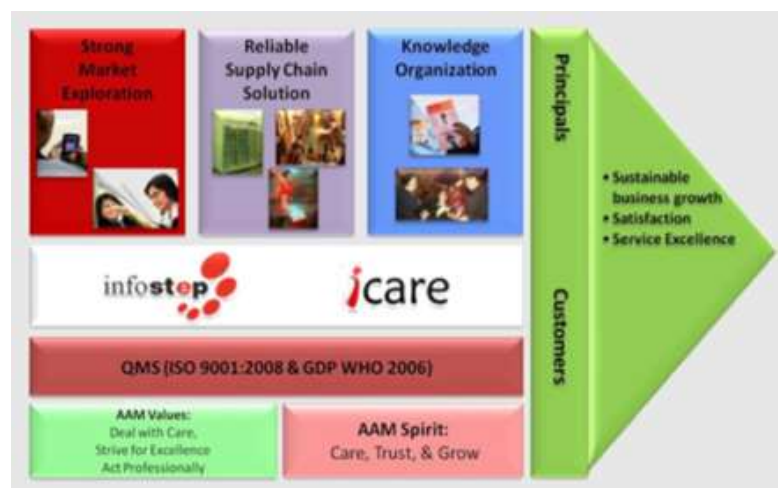 Strong
Market
Exploration
Reliable
Supply Chain
Solution
Knowledge
Organization
Principals
Customers
• Sustainable
business growth
• Satisfaction
• Service Excellence
infostep
icare
QMS (ISO 9001:2008 & GDP WHO 2006)
AAM Values:
Deal with Care,
Strive for Excellence
Act Professionally
AAM Spirit:
Care, Trust, & Grow